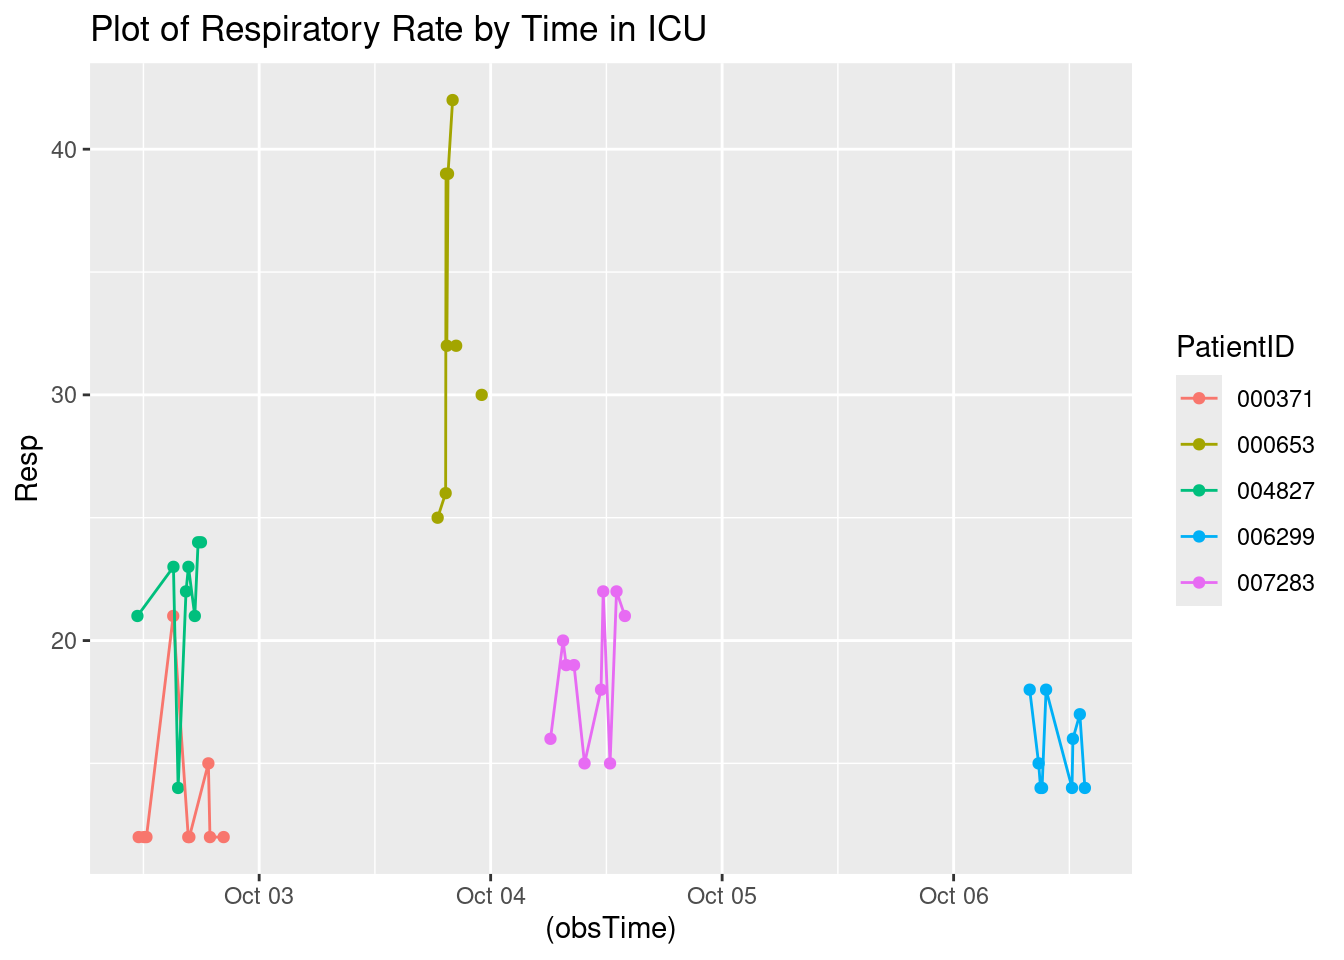 Plot of Respiratory Rate by Time in ICU
40
30
20
Resp
Oct 03
Oct 04
Oct 05
Oct 06
(obsTime)
PatientID
000371
000653
004827
006299
007283